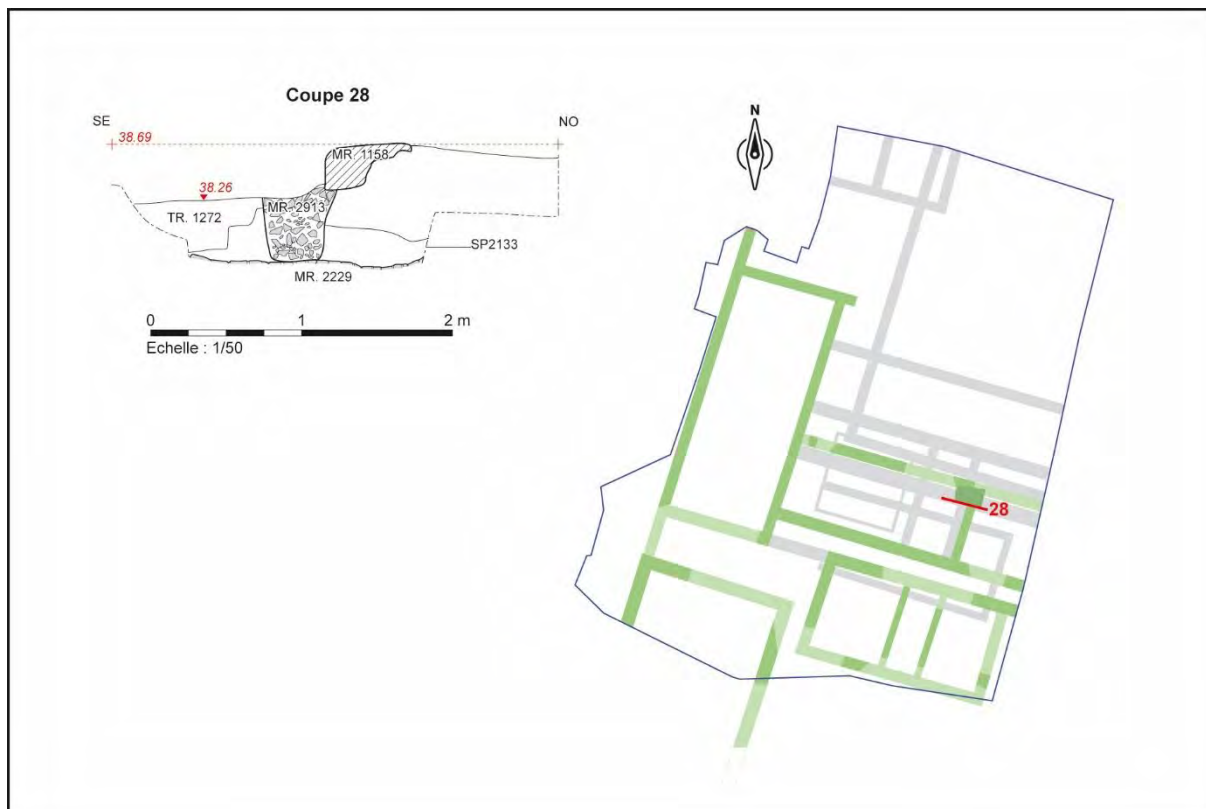 Coupe 28
SE
NO
38.69
MR. 1158
38.26
TR. 1272
MR. 2913
SP2133
MR. 2229
0 1 2 m
Echelle : 1/50
N
28